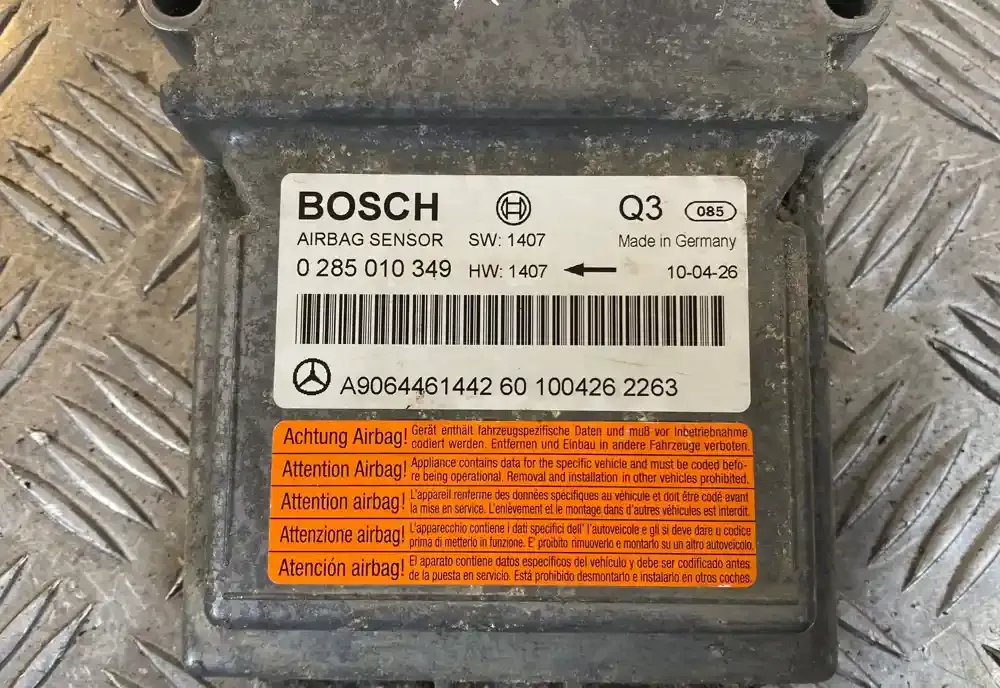 BOSCH Q3 085
AIRBAG SENSOR SW: 1407 Made in Germany
0 285 010 349 HW: 1407 10-04-26
A9064461442 60 100426 2263
Achtung Airbag! Gerät enthält fahrzeugspezifische Daten und muß vor Inbetriebnahme
codiert werden. Entfernen und Einbau in andere Fahrzeuge verboten.
Attention Airbag! Appliance contains data for the specific vehicle and must be coded befo-
re being operational. Removal and installation in other vehicles prohibited.
Attention airbag! L'appareil renferme des données spécifiques au véhicule et doit être codé avant
la mise en service. L'enlèvement et le montage dans d'autres véhicules est interdit.
Attenzione airbag! L'apparecchio contiene i dati specifici dell' l'autoveicolo e gli si deve dare u codice
prima di metterlo in funzione. E' proibito rimuoverlo e montarlo su un altro autoveicolo.
Atención airbag! El aparato contiene datos especificos del vehículo y debe ser codificado antes
de la puesta en servicio. Está prohibido desmontarlo e instalarlo en otros coches.